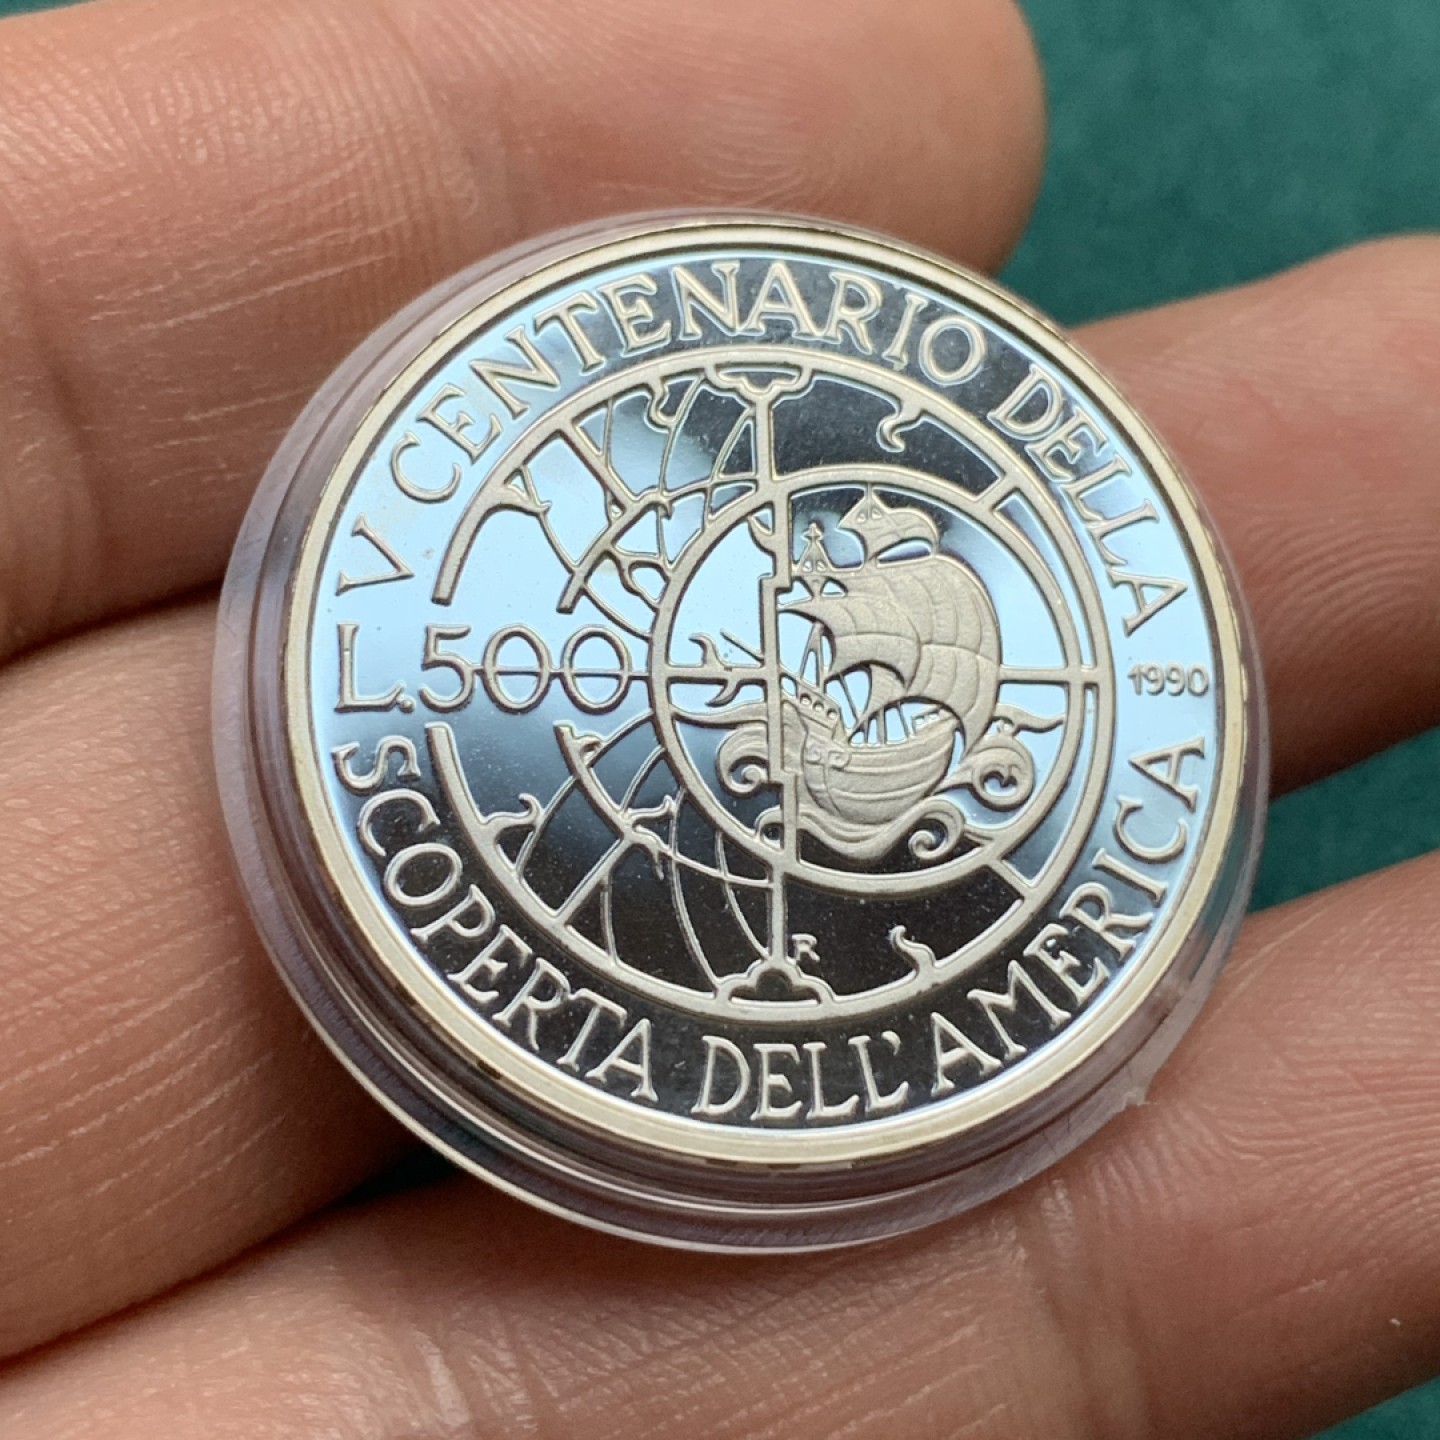 V CENTENARIO DELLA
L.500
1990
R
SCOPERTA DELL'AMERICA